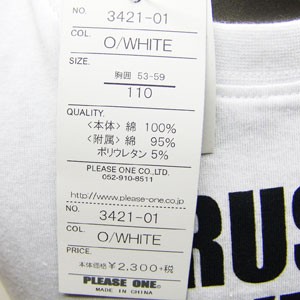 NO. 3421-01
COL. O/WHITE
SIZE.
胸囲 53-59
110
QUALITY.
〈本体〉綿 100%
〈附属〉綿 95%
ポリウレタン 5%
PLEASE ONE CO.,LTD.
052-910-8511
http://www.please-one.co.jp
NO. 3421-01
COL. O/WHITE
PRICE.
本体価格 ¥2,300+税
PLEASE ONE.
MADE IN CHINA
RUS